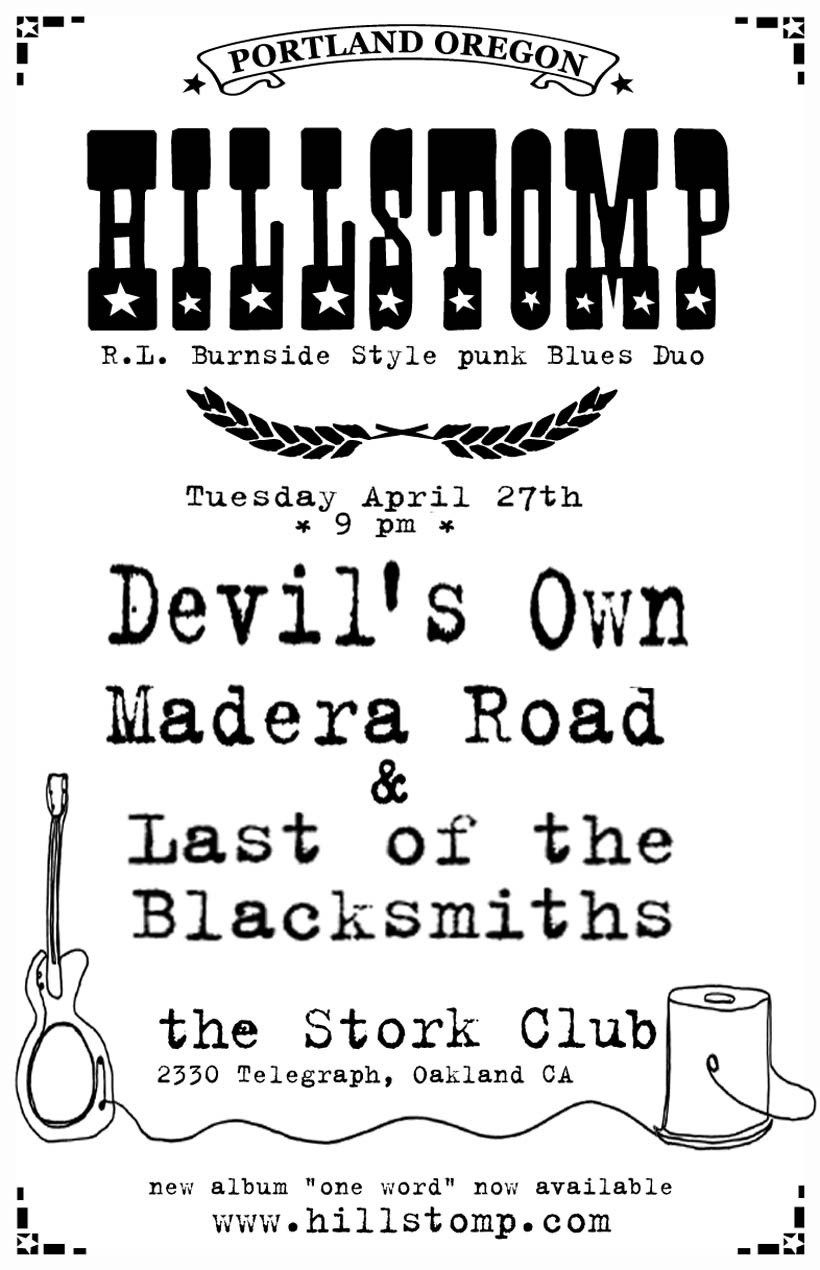 PORTLAND OREGON
HILLSTOMP
R.L. Burnside Style punk Blues Duo
Tuesday April 27th
* 9 pm *
Devil's Own
Madera Road
&
Last of the
Blacksmiths
the Stork Club
2330 Telegraph, Oakland CA
new album "one word" now available
www.hillstomp.com